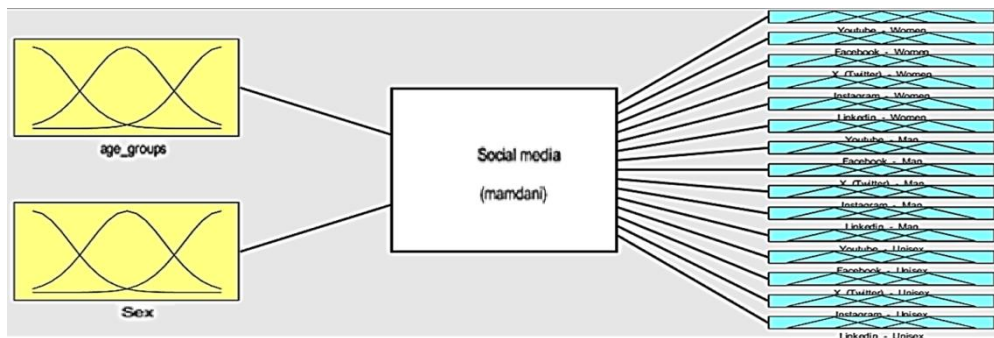 age_groups
Sex
Social media
(mamdani)
Youtube - Women
Facebook - Women
X (Twitter) - Women
Instagram - Women
Linkedin - Women
Youtube - Man
Facebook - Man
X (Twitter) - Man
Instagram - Man
Linkedin - Man
Youtube - Unisex
Facebook - Unisex
X (Twitter) - Unisex
Instagram - Unisex
Linkedin - Unisex